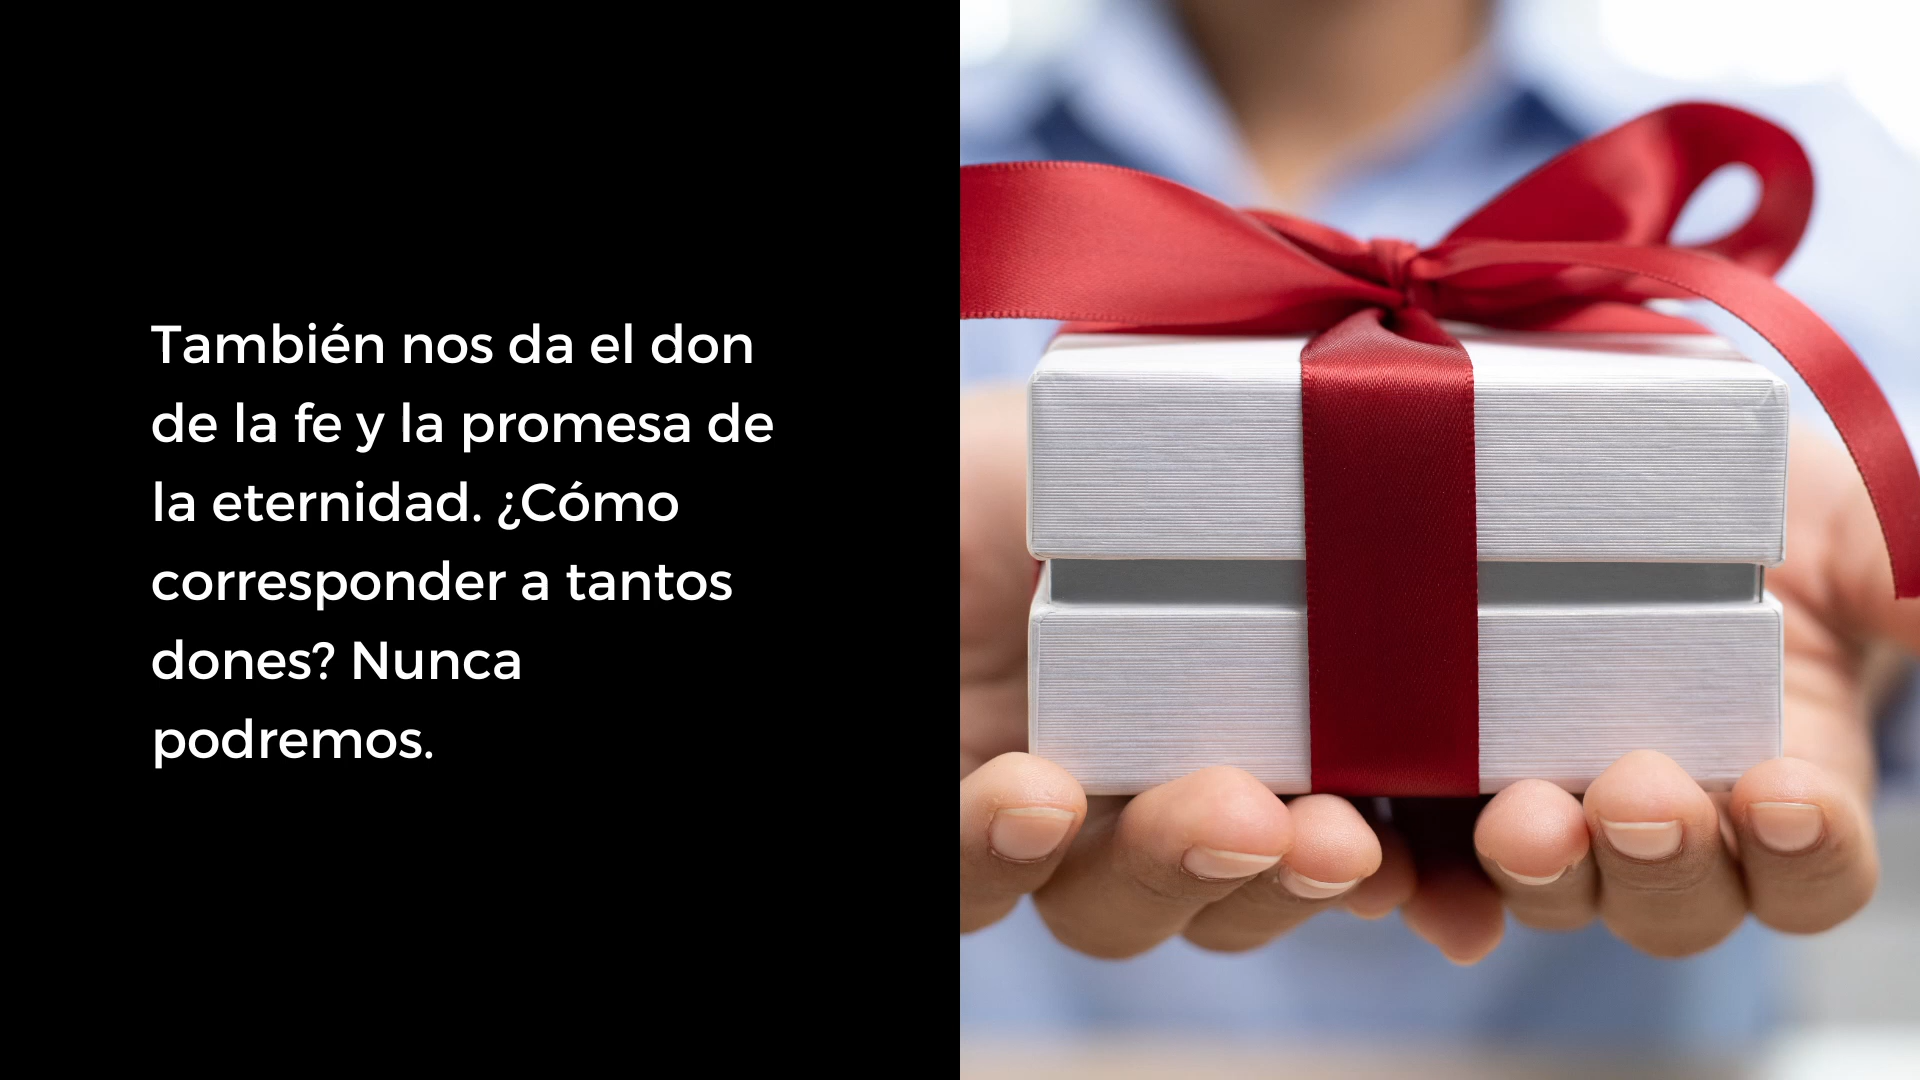 También nos da el don
de la fe y la promesa de
la eternidad. ¿Cómo
corresponder a tantos
dones? Nunca
podremos.